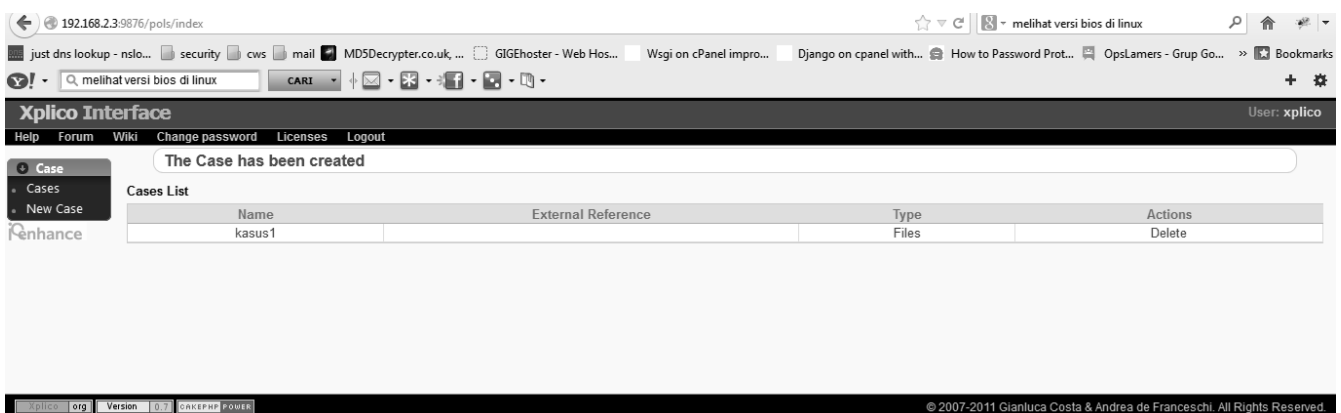 192.168.2.3:9876/pols/index melihat versi bios di linux
just dns lookup - nslo... security cws mail MD5Decrypter.co.uk, ... GIGEhoster - Web Hos... Wsgi on cPanel impro... Django on cpanel with... How to Password Prot... OpsLamers - Grup Go... » Bookmarks
Y! melihat versi bios di linux CARI
Xplico Interface User: xplico
Help Forum Wiki Change password Licenses Logout
Case The Case has been created
Cases Cases List
New Case Name External Reference Type Actions
iRenhance kasus1 Files Delete
Xplico org Version 0.7 CAKEPHP POWER © 2007-2011 Gianluca Costa & Andrea de Franceschi. All Rights Reserved.